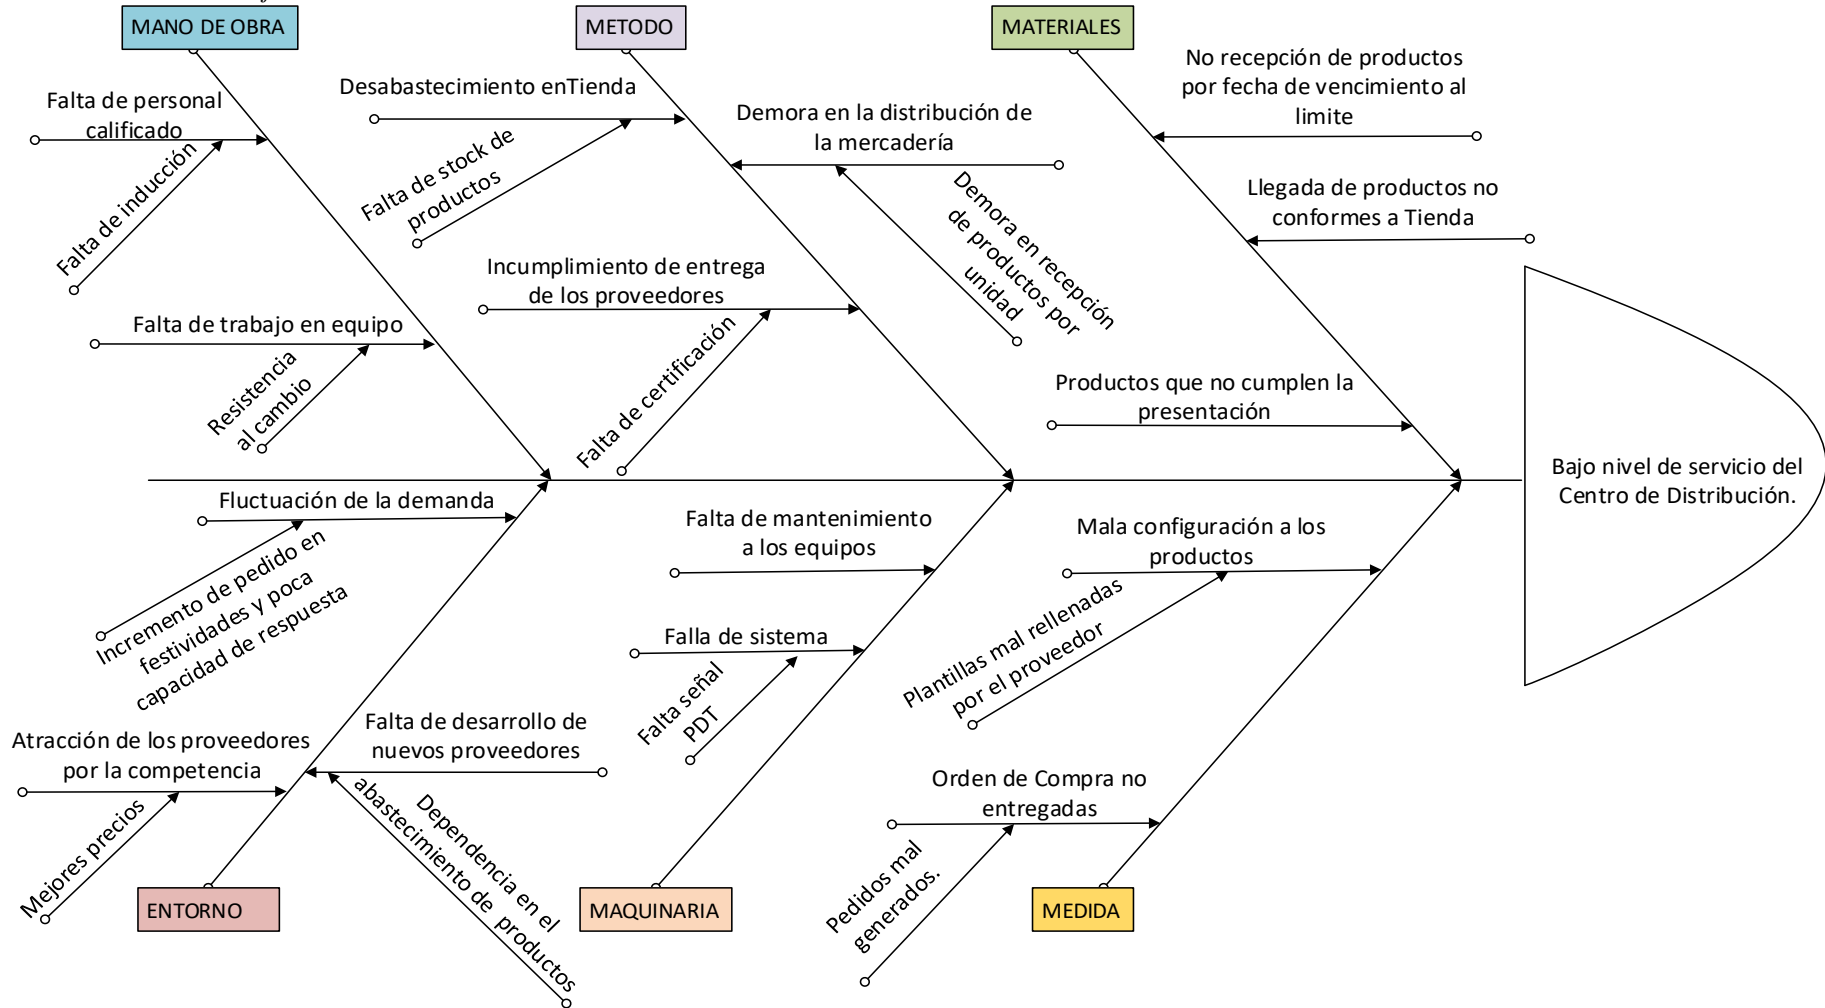 MANO DE OBRA
METODO
MATERIALES
Falta de personal
calificado
Falta de inducción
Falta de trabajo en equipo
Resistencia
al cambio
Desabastecimiento enTienda
Falta de stock de
productos
Demora en la distribución de
la mercadería
Demora en recepción
de productos por
unidad
Incumplimiento de entrega
de los proveedores
Falta de certificación
No recepción de productos
por fecha de vencimiento al
limite
Llegada de productos no
conformes a Tienda
Productos que no cumplen la
presentación
Bajo nivel de servicio del
Centro de Distribución.
Fluctuación de la demanda
Incremento de pedido en
festividades y poca
capacidad de respuesta
Atracción de los proveedores
por la competencia
Mejores precios
Falta de desarrollo de
nuevos proveedores
Dependencia en el
abastecimiento de productos
Falta de mantenimiento
a los equipos
Falla de sistema
Falta señal
PDT
Mala configuración a los
productos
Plantillas mal rellenadas
por el proveedor
Orden de Compra no
entregadas
Pedidos mal
generados.
ENTORNO
MAQUINARIA
MEDIDA